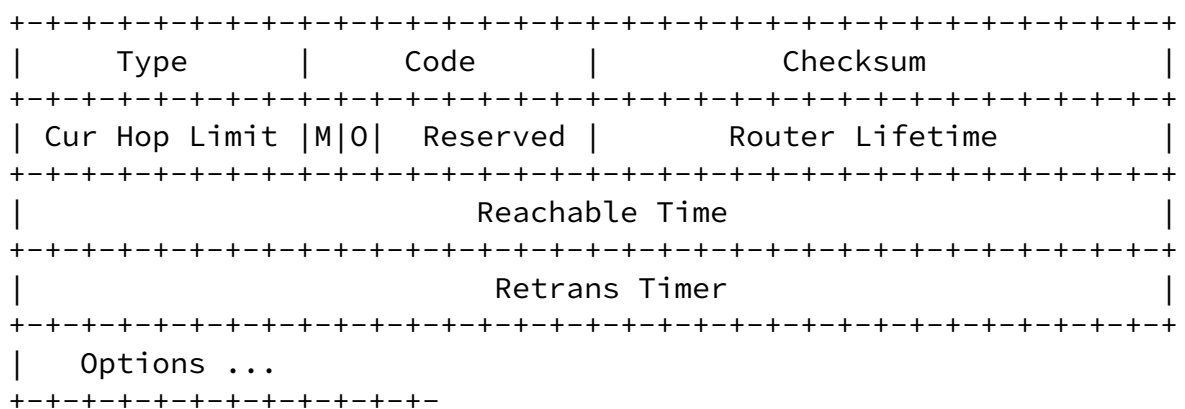 +-+-+-+-+-+-+-+-+-+-+-+-+-+-+-+-+-+-+-+-+-+-+-+-+-+-+-+-+-+-+-+-+
|     Type      |     Code      |          Checksum             |
+-+-+-+-+-+-+-+-+-+-+-+-+-+-+-+-+-+-+-+-+-+-+-+-+-+-+-+-+-+-+-+-+
| Cur Hop Limit |M|O|  Reserved |       Router Lifetime         |
+-+-+-+-+-+-+-+-+-+-+-+-+-+-+-+-+-+-+-+-+-+-+-+-+-+-+-+-+-+-+-+-+
|                         Reachable Time                        |
+-+-+-+-+-+-+-+-+-+-+-+-+-+-+-+-+-+-+-+-+-+-+-+-+-+-+-+-+-+-+-+-+
|                          Retrans Timer                        |
+-+-+-+-+-+-+-+-+-+-+-+-+-+-+-+-+-+-+-+-+-+-+-+-+-+-+-+-+-+-+-+-+
|   Options ...
+-+-+-+-+-+-+-+-+-+-+-+-